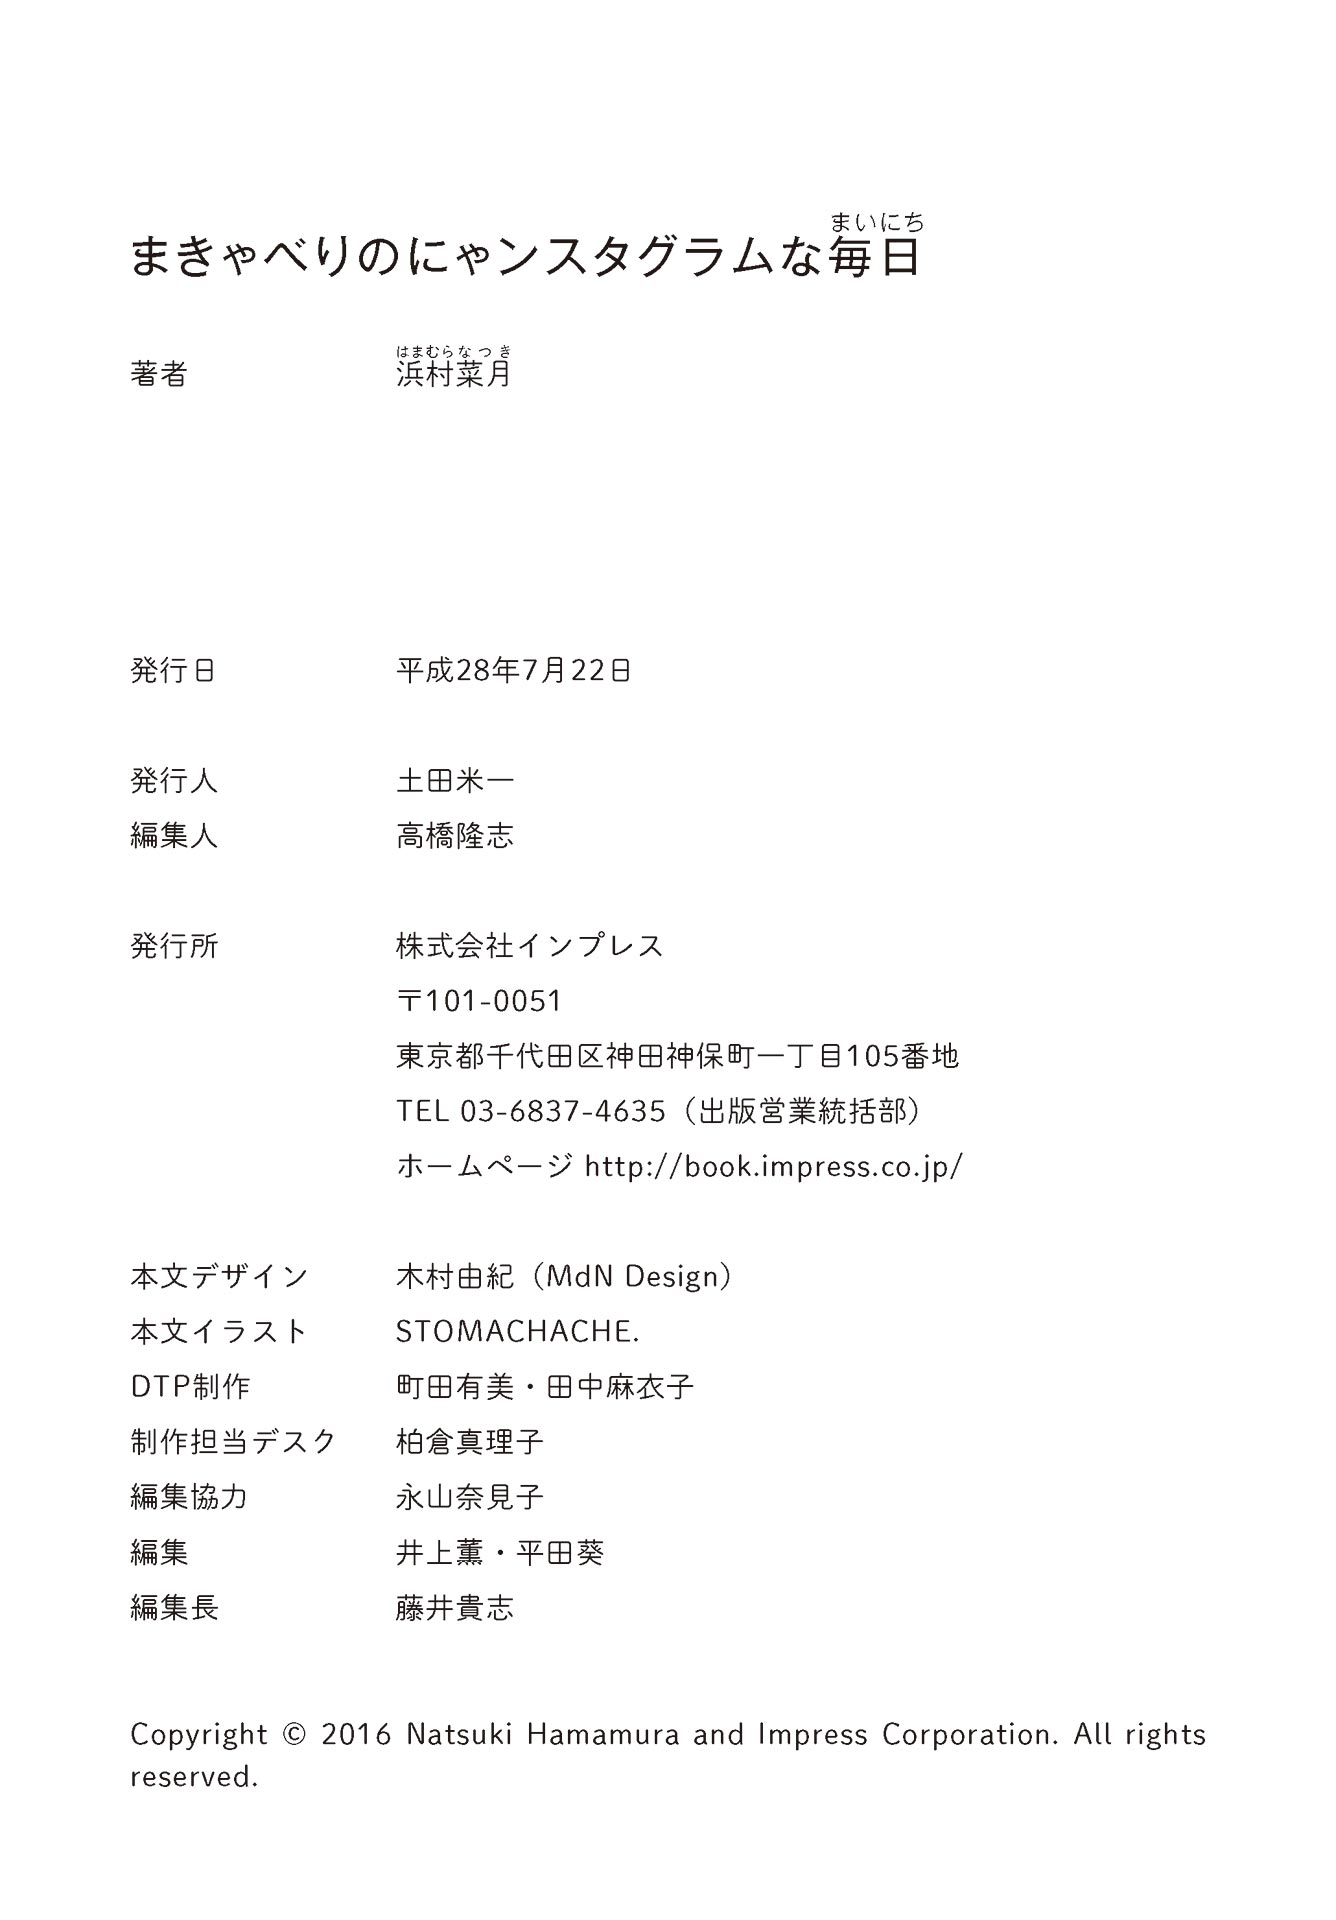 まいにち
まきゃべりのにゃンスタグラムな毎日
はまむらなつき
著者 浜村菜月
発行日 平成28年7月22日
発行人 土田米一
編集人 高橋隆志
発行所 株式会社インプレス
〒101-0051
東京都千代田区神田神保町一丁目105番地
TEL 03-6837-4635（出版営業統括部）
ホームページ http://book.impress.co.jp/
本文デザイン 木村由紀（MdN Design）
本文イラスト STOMACHACHE.
DTP制作 町田有美・田中麻衣子
制作担当デスク 柏倉真理子
編集協力 永山奈見子
編集 井上薫・平田葵
編集長 藤井貴志
Copyright © 2016 Natsuki Hamamura and Impress Corporation. All rights
reserved.